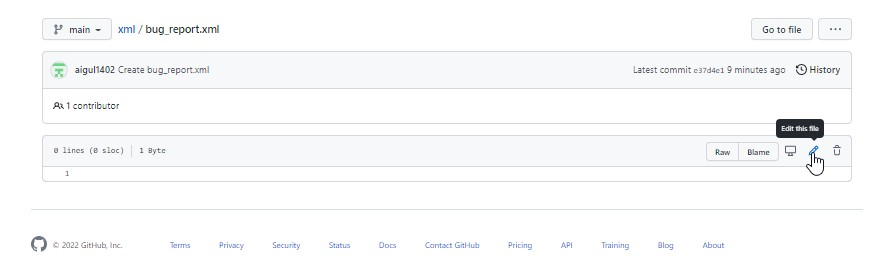 main xml / bug_report.xml Go to file ...
aigul1402 Create bug_report.xml Latest commit e37d4e1 9 minutes ago History
1 contributor
Edit this file
0 lines (0 sloc) 1 Byte Raw Blame
1
© 2022 GitHub, Inc. Terms Privacy Security Status Docs Contact GitHub Pricing API Training Blog About